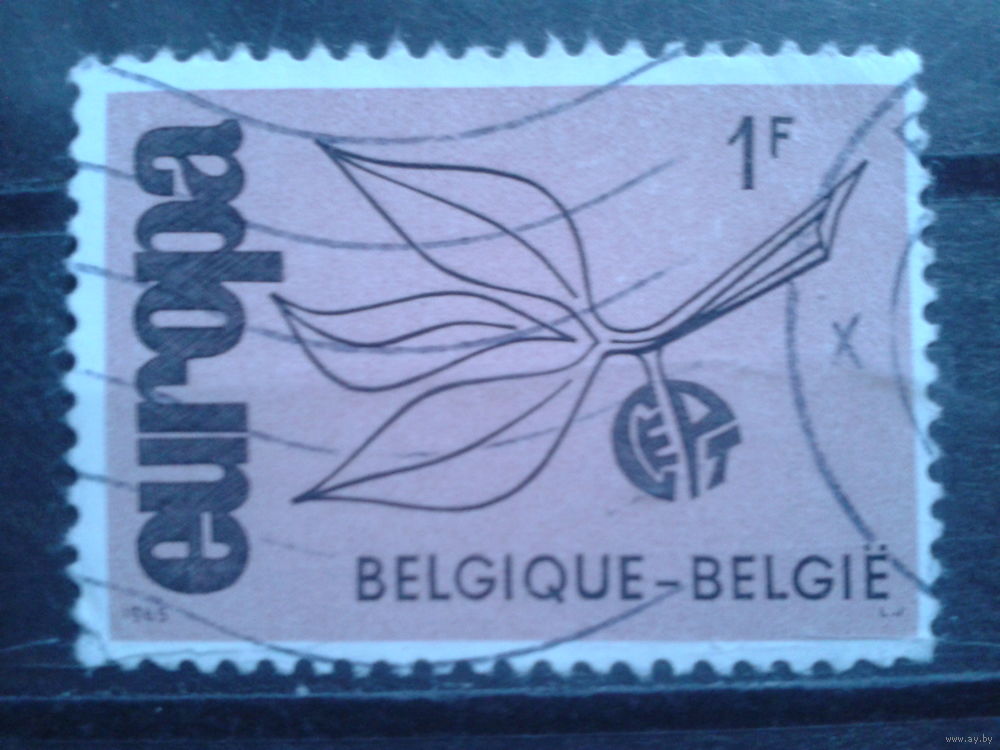 europa
1F
CEPT
BELGIQUE-BELGIË
1965
X
www.ay.by